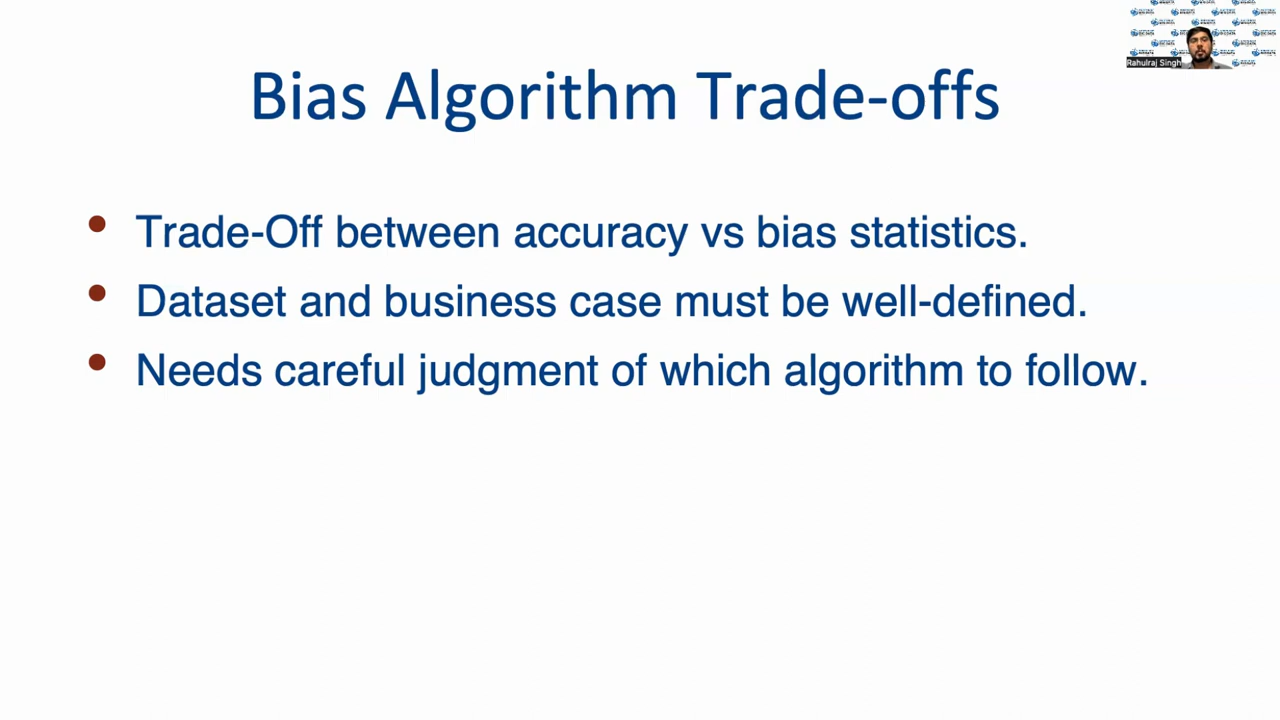 Bias Algorithm Trade-offs
Rahulraj Singh
• Trade-Off between accuracy vs bias statistics.
• Dataset and business case must be well-defined.
• Needs careful judgment of which algorithm to follow.